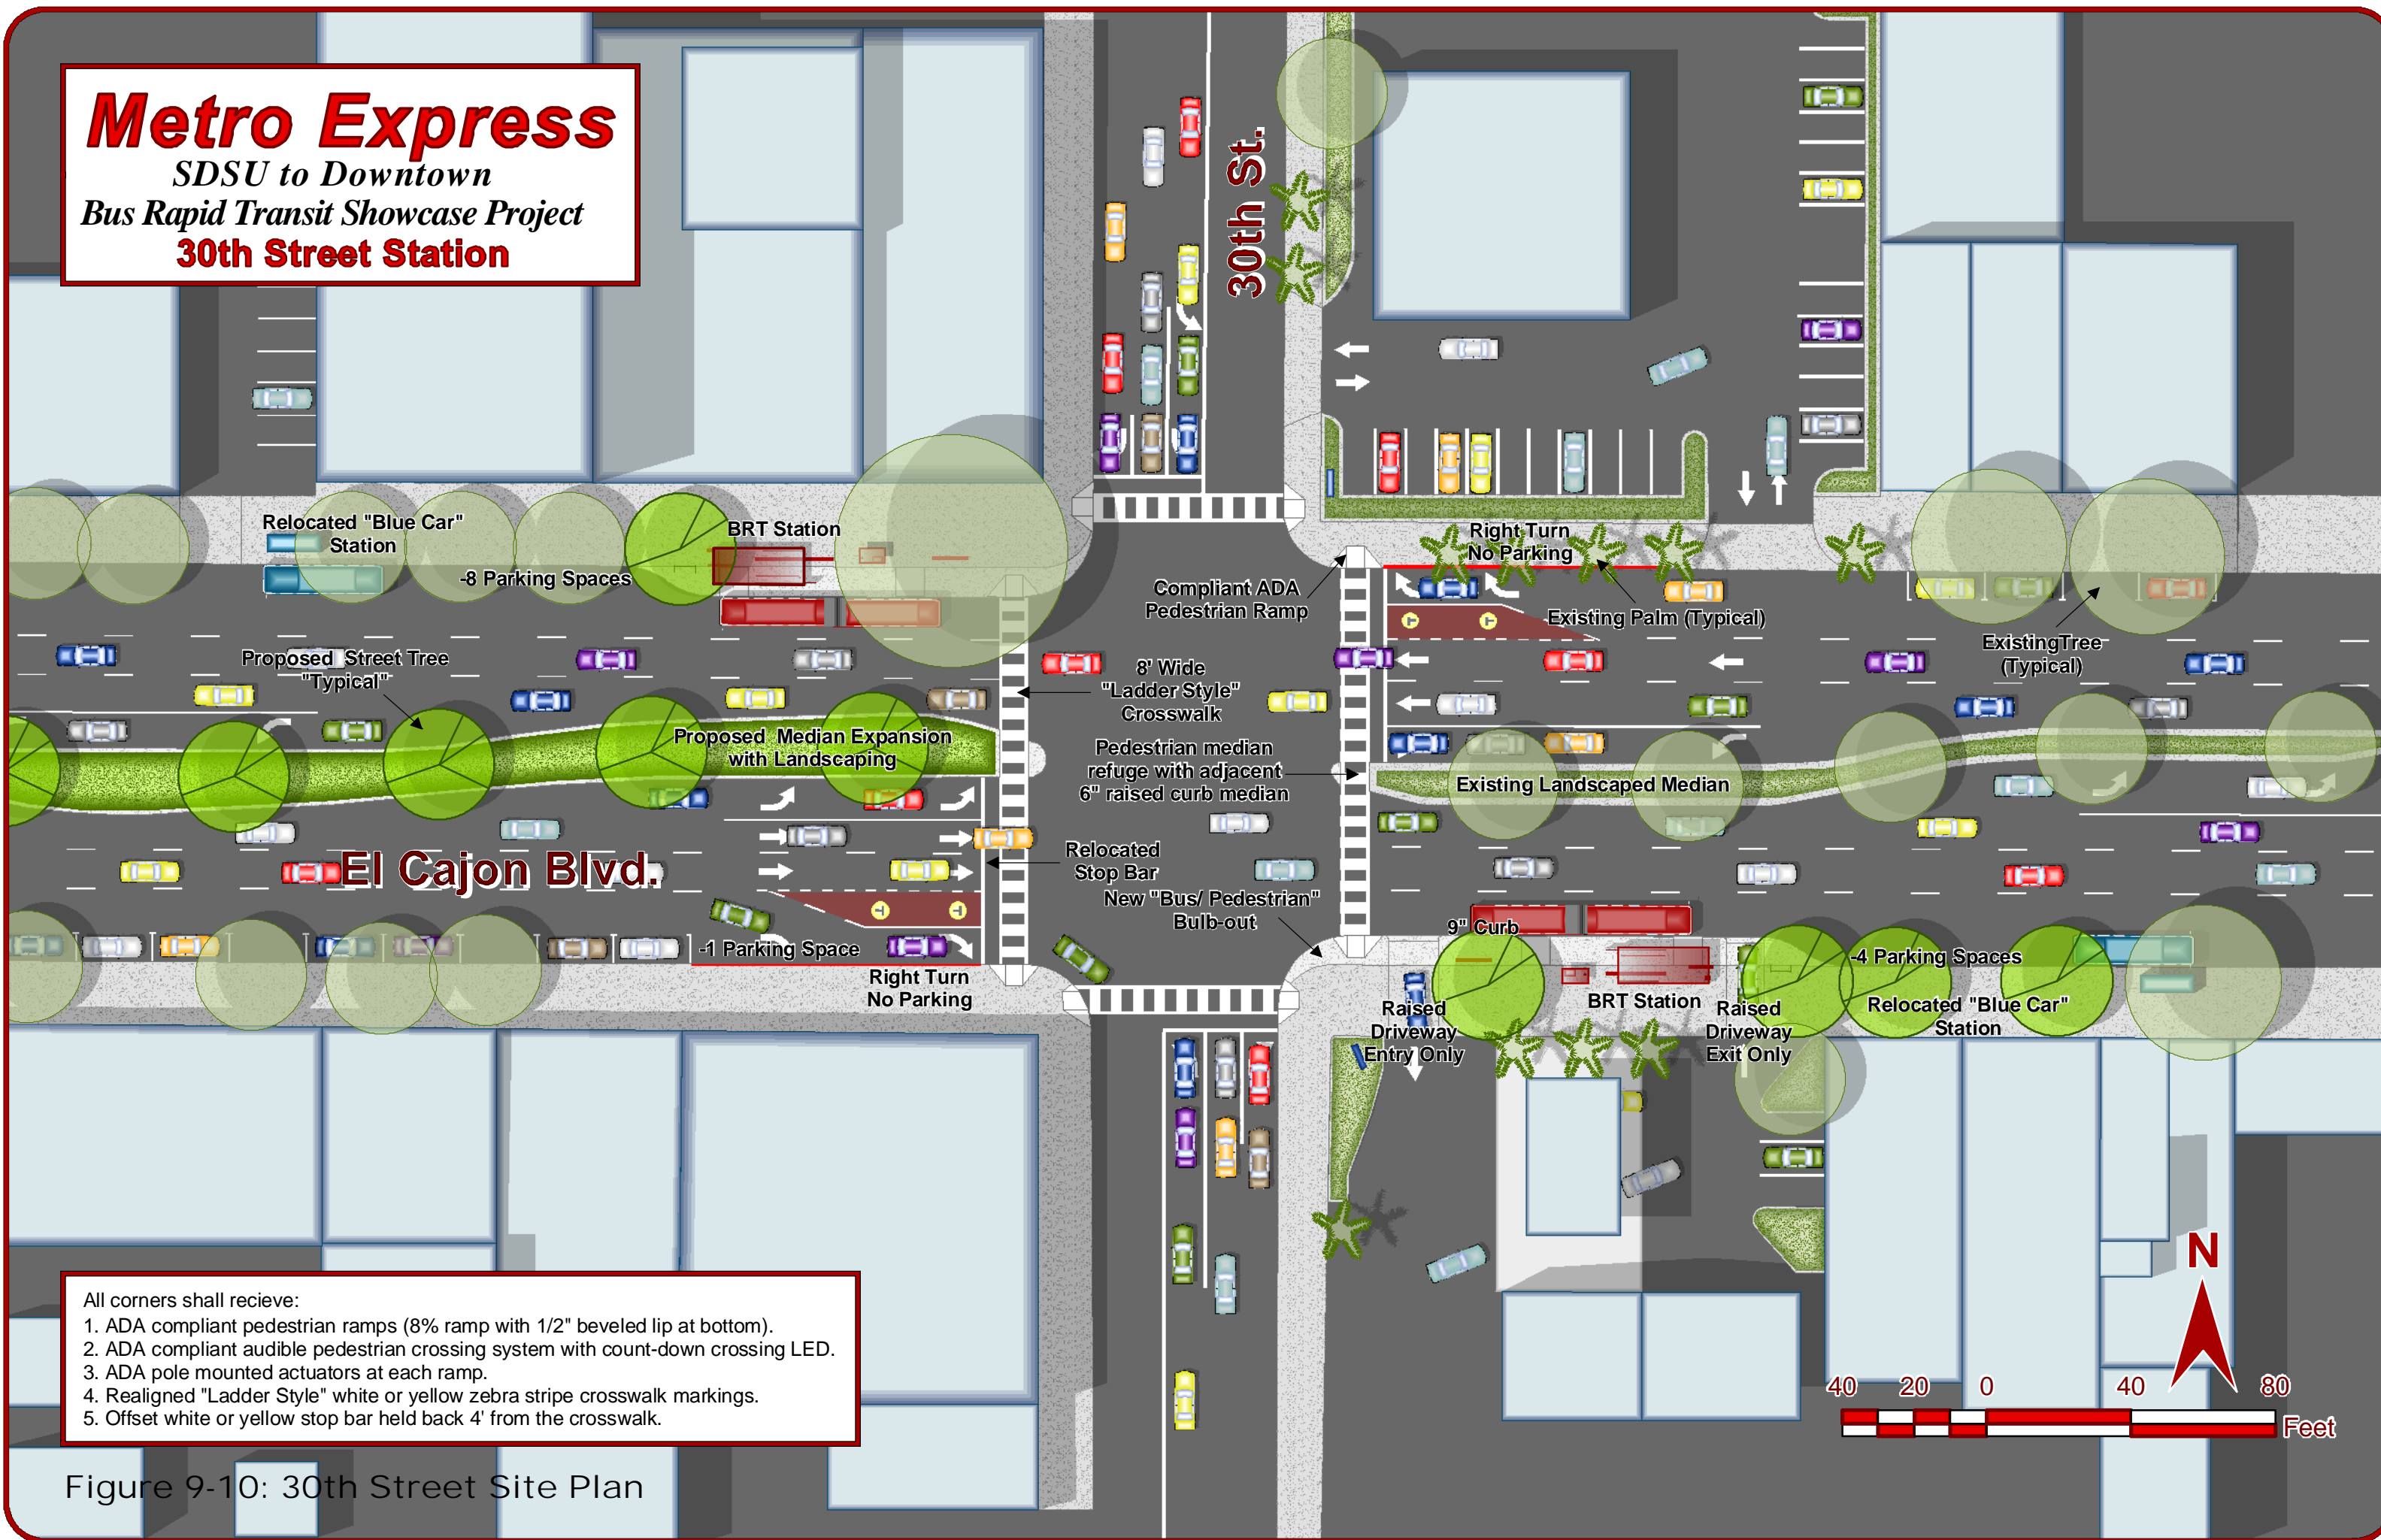 Metro Express
SDSU to Downtown
Bus Rapid Transit Showcase Project
30th Street Station
30th St.
Relocated "Blue Car"
Station
BRT Station
-8 Parking Spaces
Right Turn
No Parking
Compliant ADA
Pedestrian Ramp
Existing Palm (Typical)
ExistingTree
(Typical)
Proposed Street Tree
"Typical"
8' Wide
"Ladder Style"
Crosswalk
Proposed Median Expansion
with Landscaping
Pedestrian median
refuge with adjacent
6" raised curb median
Existing Landscaped Median
El Cajon Blvd.
Relocated
Stop Bar
New "Bus/ Pedestrian"
Bulb-out
-1 Parking Space
Right Turn
No Parking
9" Curb
-4 Parking Spaces
BRT Station
Raised
Driveway
Entry Only
Raised
Driveway
Exit Only
Relocated "Blue Car"
Station
All corners shall recieve:
1. ADA compliant pedestrian ramps (8% ramp with 1/2" beveled lip at bottom).
2. ADA compliant audible pedestrian crossing system with count-down crossing LED.
3. ADA pole mounted actuators at each ramp.
4. Realigned "Ladder Style" white or yellow zebra stripe crosswalk markings.
5. Offset white or yellow stop bar held back 4' from the crosswalk.
N
40 20 0 40 80
Feet
Figure 9-10: 30th Street Site Plan